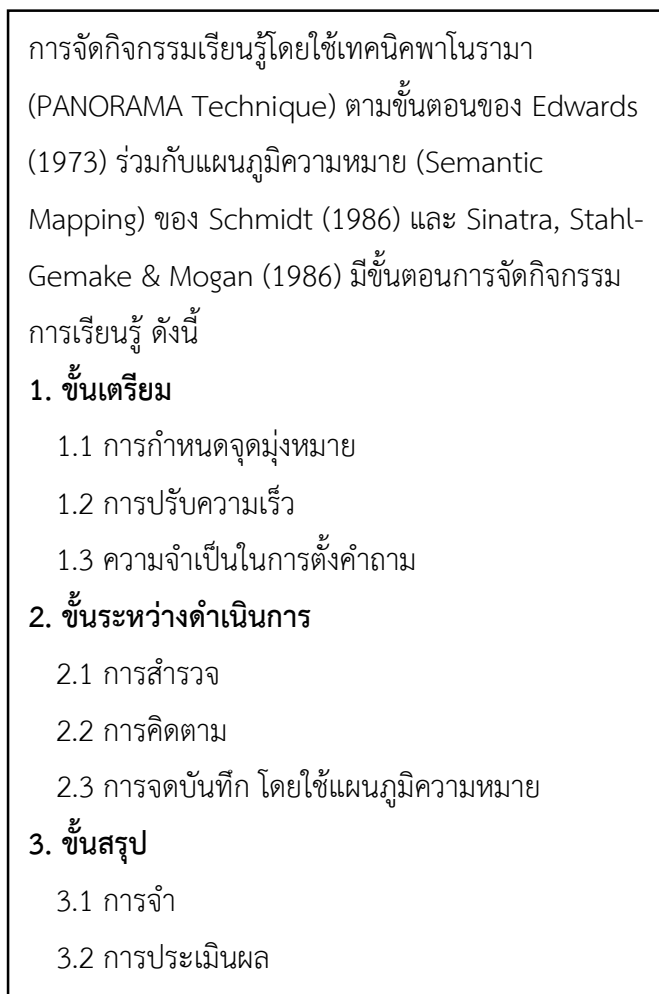 การจัดกิจกรรมเรียนรู้โดยใช้เทคนิคพาโนรามา
(PANORAMA Technique) ตามขั้นตอนของ Edwards
(1973) ร่วมกับแผนภูมิความหมาย (Semantic
Mapping) ของ Schmidt (1986) และ Sinatra, Stahl-
Gemake & Mogan (1986) มีขั้นตอนการจัดกิจกรรม
การเรียนรู้ ดังนี้
1. ขั้นเตรียม
1.1 การกำหนดจุดมุ่งหมาย
1.2 การปรับความเร็ว
1.3 ความจำเป็นในการตั้งคำถาม
2. ขั้นระหว่างดำเนินการ
2.1 การสำรวจ
2.2 การคิดตาม
2.3 การจดบันทึก โดยใช้แผนภูมิความหมาย
3. ขั้นสรุป
3.1 การจำ
3.2 การประเมินผล